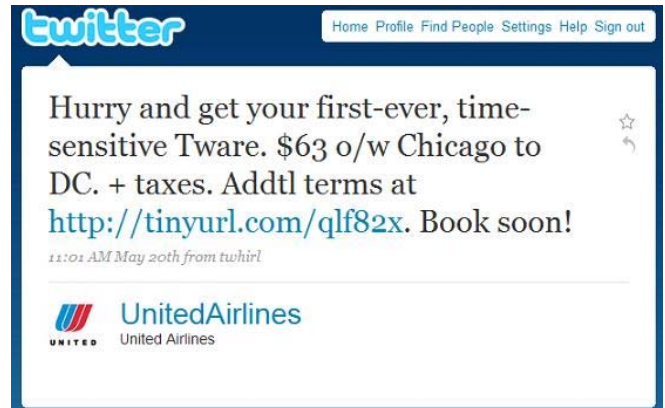 twitter
Home Profile Find People Settings Help Sign out
Hurry and get your first-ever, time-
sensitive Tware. $63 o/w Chicago to
DC. + taxes. Addtl terms at
http://tinyurl.com/qlf82x. Book soon!
11:01 AM May 20th from twhirl
UnitedAirlines
UNITED
United Airlines